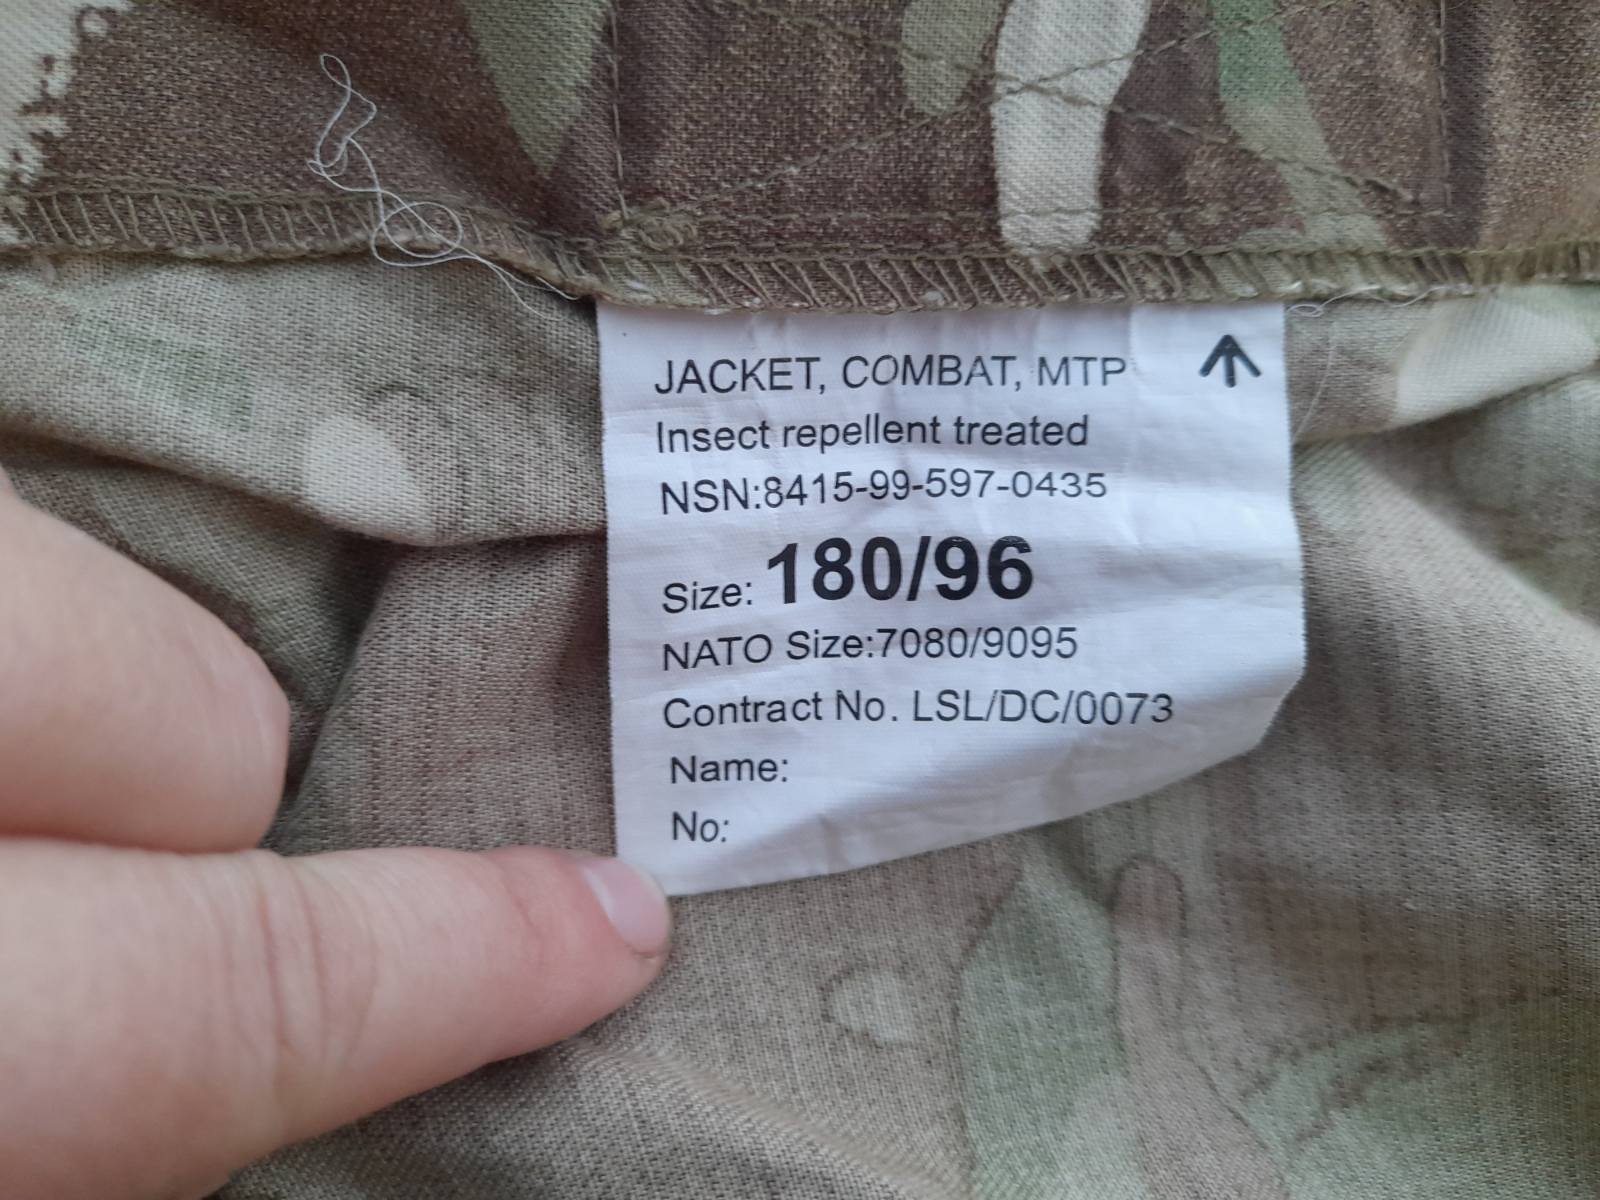 JACKET, COMBAT, MTP
Insect repellent treated
NSN:8415-99-597-0435
Size: 180/96
NATO Size:7080/9095
Contract No. LSL/DC/0073
Name:
No: